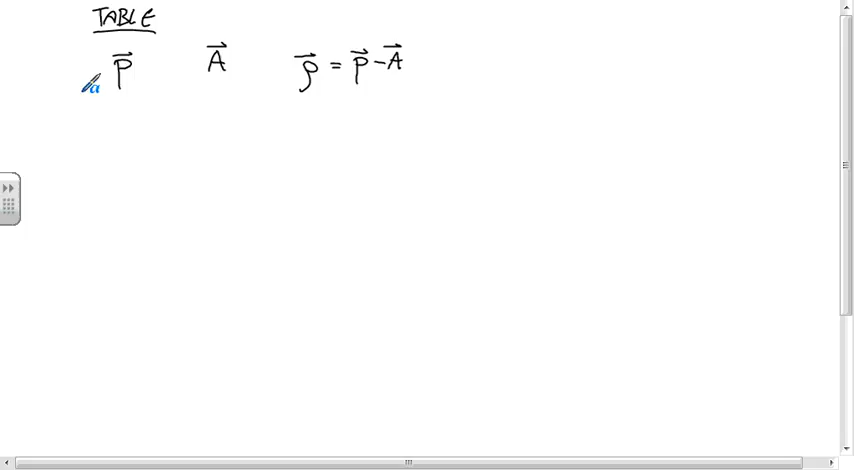 TABLE
p⃗ A⃗ ρ⃗ = p⃗ - A⃗